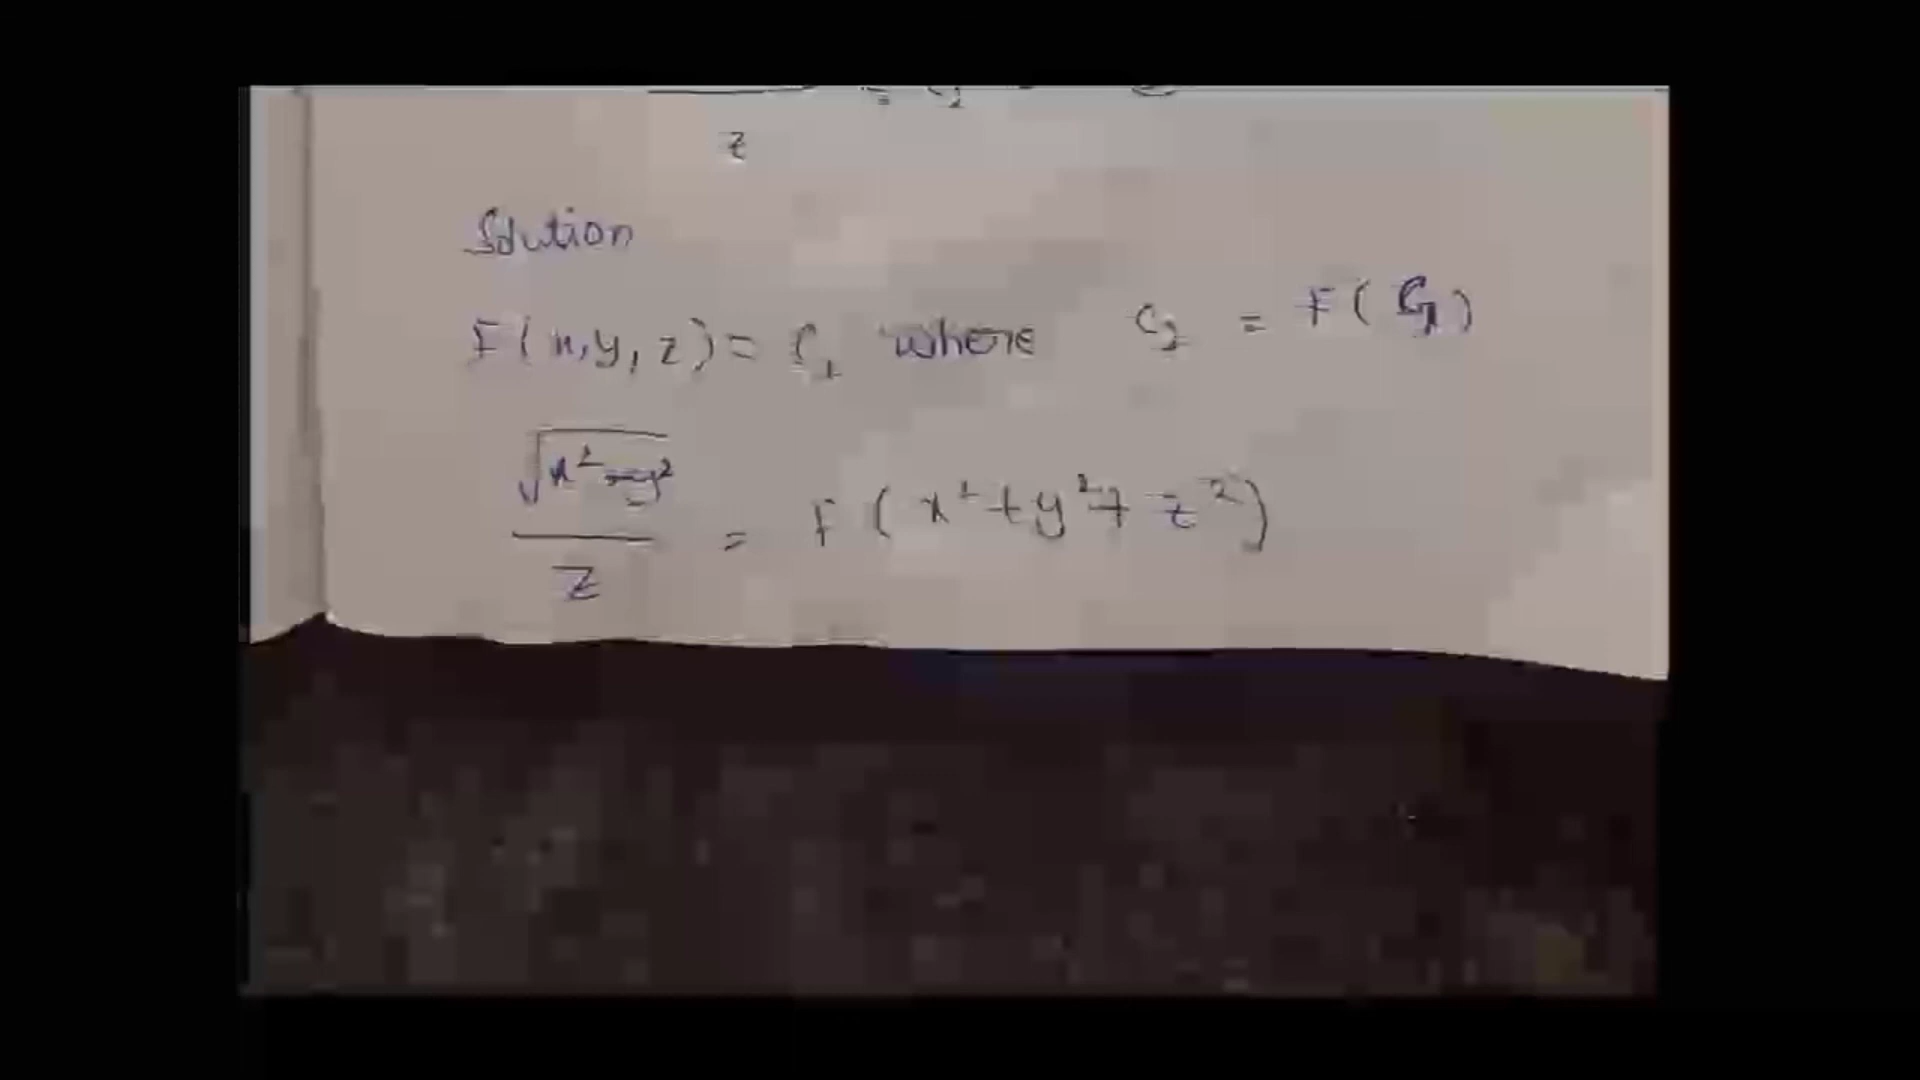 z
Solution
F(x,y,z) = C₁ where C₂ = F(C₁)
√x²-y²
z = F(x²+y²+z²)